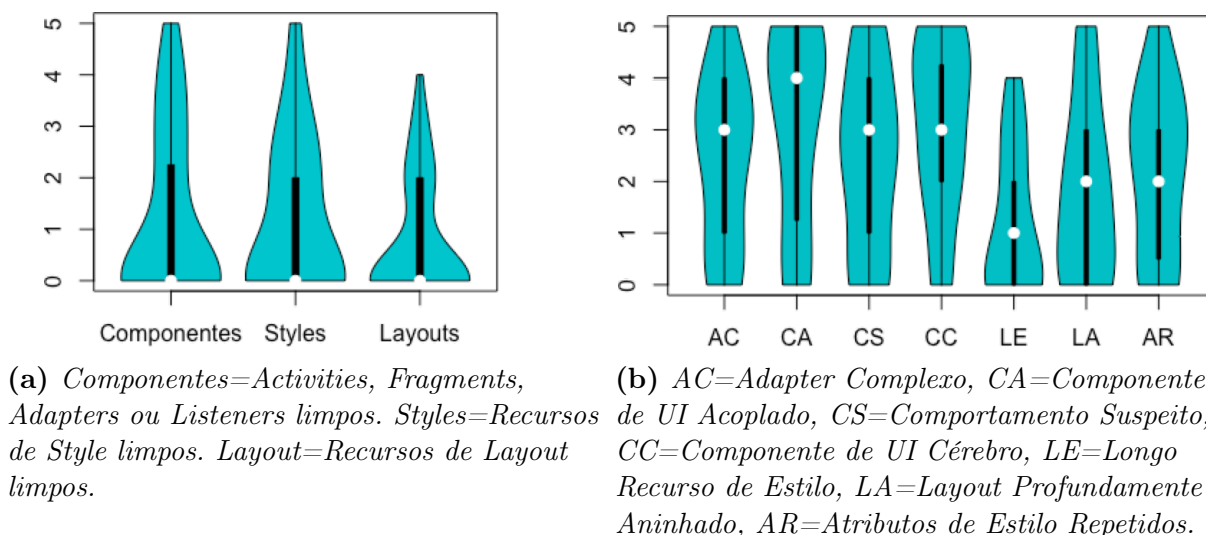 5
4
3
2
1
0
Componentes Styles Layouts
(a) Componentes=Activities, Fragments,
Adapters ou Listeners limpos. Styles=Recursos
de Style limpos. Layout=Recursos de Layout
limpos.
5
4
3
2
1
0
AC CA CS CC LE LA AR
(b) AC=Adapter Complexo, CA=Componente
de UI Acoplado, CS=Comportamento Suspeito,
CC=Componente de UI Cérebro, LE=Longo
Recurso de Estilo, LA=Layout Profundamente
Aninhado, AR=Atributos de Estilo Repetidos.